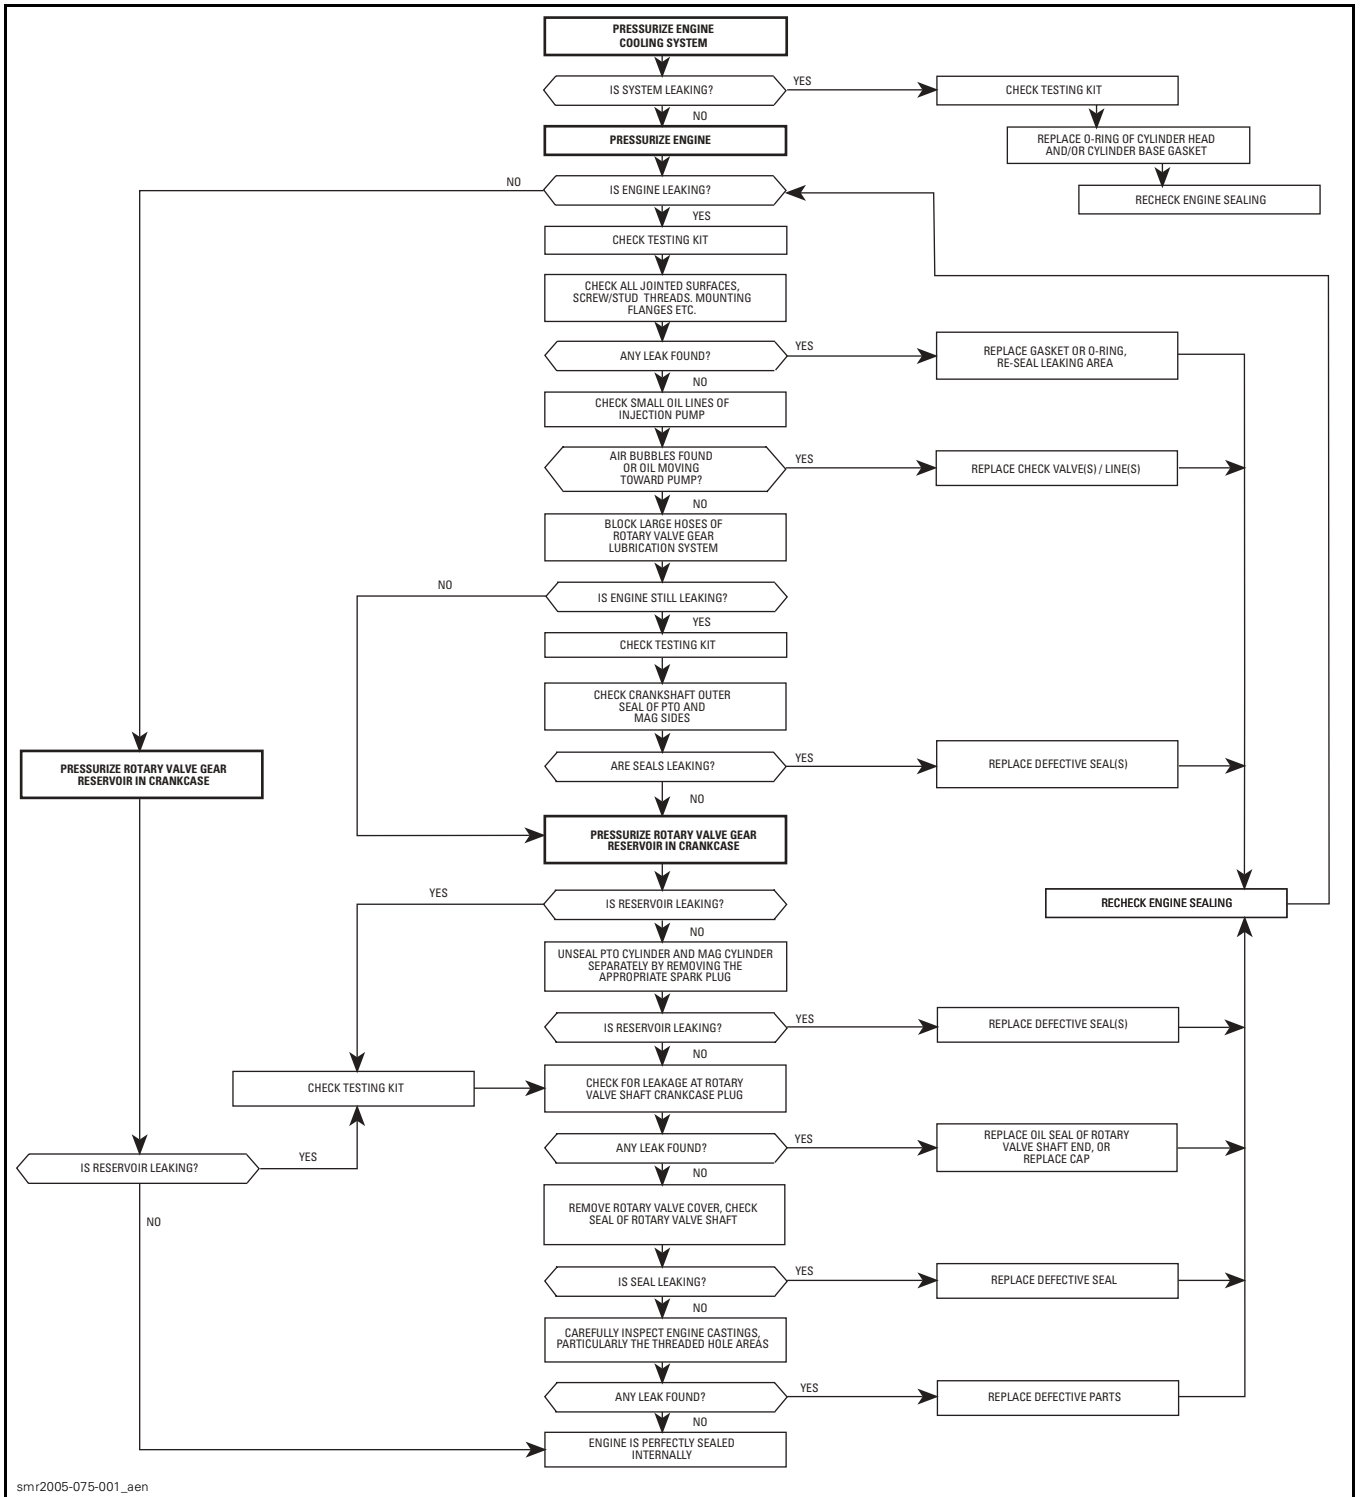 PRESSURIZE ENGINE
COOLING SYSTEM
IS SYSTEM LEAKING?
YES
CHECK TESTING KIT
NO
REPLACE O-RING OF CYLINDER HEAD
AND/OR CYLINDER BASE GASKET
RECHECK ENGINE SEALING
PRESSURIZE ENGINE
NO
IS ENGINE LEAKING?
YES
CHECK TESTING KIT
CHECK ALL JOINTED SURFACES,
SCREW/STUD THREADS. MOUNTING
FLANGES ETC.
ANY LEAK FOUND?
YES
REPLACE GASKET OR O-RING,
RE-SEAL LEAKING AREA
NO
CHECK SMALL OIL LINES OF
INJECTION PUMP
AIR BUBBLES FOUND
OR OIL MOVING
TOWARD PUMP?
YES
REPLACE CHECK VALVE(S) / LINE(S)
NO
BLOCK LARGE HOSES OF
ROTARY VALVE GEAR
LUBRICATION SYSTEM
NO
IS ENGINE STILL LEAKING?
YES
CHECK TESTING KIT
CHECK CRANKSHAFT OUTER
SEAL OF PTO AND
MAG SIDES
ARE SEALS LEAKING?
YES
REPLACE DEFECTIVE SEAL(S)
NO
PRESSURIZE ROTARY VALVE GEAR
RESERVOIR IN CRANKCASE
PRESSURIZE ROTARY VALVE GEAR
RESERVOIR IN CRANKCASE
YES
IS RESERVOIR LEAKING?
NO
RECHECK ENGINE SEALING
UNSEAL PTO CYLINDER AND MAG CYLINDER
SEPARATELY BY REMOVING THE
APPROPRIATE SPARK PLUG
IS RESERVOIR LEAKING?
YES
REPLACE DEFECTIVE SEAL(S)
NO
CHECK TESTING KIT
CHECK FOR LEAKAGE AT ROTARY
VALVE SHAFT CRANKCASE PLUG
ANY LEAK FOUND?
YES
REPLACE OIL SEAL OF ROTARY
VALVE SHAFT END, OR
REPLACE CAP
IS RESERVOIR LEAKING?
YES
NO
NO
REMOVE ROTARY VALVE COVER, CHECK
SEAL OF ROTARY VALVE SHAFT
IS SEAL LEAKING?
YES
REPLACE DEFECTIVE SEAL
NO
CAREFULLY INSPECT ENGINE CASTINGS,
PARTICULARLY THE THREADED HOLE AREAS
ANY LEAK FOUND?
YES
REPLACE DEFECTIVE PARTS
NO
ENGINE IS PERFECTLY SEALED
INTERNALLY
smr2005-075-001_aen